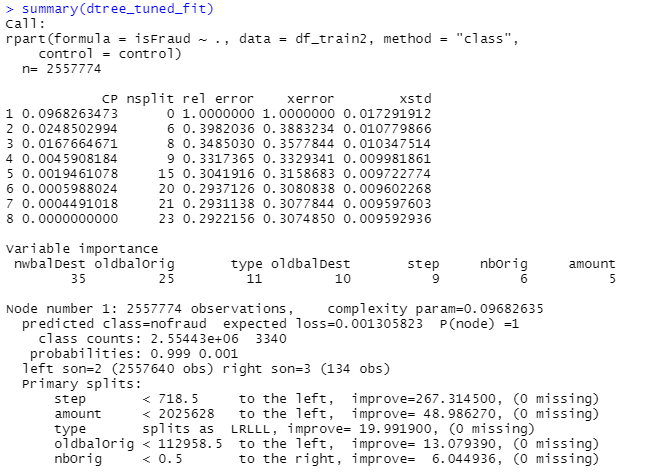 > summary(dtree_tuned_fit)
Call:
rpart(formula = isFraud ~ ., data = df_train2, method = "class",
    control = control)
  n= 2557774

            CP nsplit rel error    xerror        xstd
1 0.0968263473      0 1.0000000 1.0000000 0.017291912
2 0.0248502994      6 0.3982036 0.3883234 0.010779866
3 0.0167664671      8 0.3485030 0.3577844 0.010347514
4 0.0045908184      9 0.3317365 0.3329341 0.009981861
5 0.0019461078     15 0.3041916 0.3158683 0.009722774
6 0.0005988024     20 0.2937126 0.3080838 0.009602268
7 0.0004491018     21 0.2931138 0.3077844 0.009597603
8 0.0000000000     23 0.2922156 0.3074850 0.009592936

Variable importance
 nwbalDest oldbalOrig       type oldbalDest       step     nbOrig     amount
        35         25         11         10          9          6          5

Node number 1: 2557774 observations,    complexity param=0.09682635
  predicted class=nofraud  expected loss=0.001305823  P(node) =1
    class counts: 2.55443e+06  3340
   probabilities: 0.999 0.001
  left son=2 (2557640 obs) right son=3 (134 obs)
  Primary splits:
      step       < 718.5    to the left,  improve=267.314500, (0 missing)
      amount     < 2025628  to the left,  improve= 48.986270, (0 missing)
      type       splits as  LRLLL, improve= 19.991900, (0 missing)
      oldbalOrig < 112958.5 to the left,  improve= 13.079390, (0 missing)
      nbOrig     < 0.5      to the right, improve=  6.044936, (0 missing)